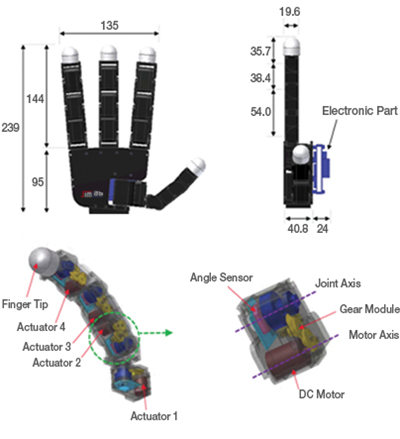 135
19.6
35.7
38.4
54.0
144
239
95
Electronic Part
40.8
24
Finger Tip
Actuator 4
Actuator 3
Actuator 2
Actuator 1
Angle Sensor
Joint Axis
Gear Module
Motor Axis
DC Motor